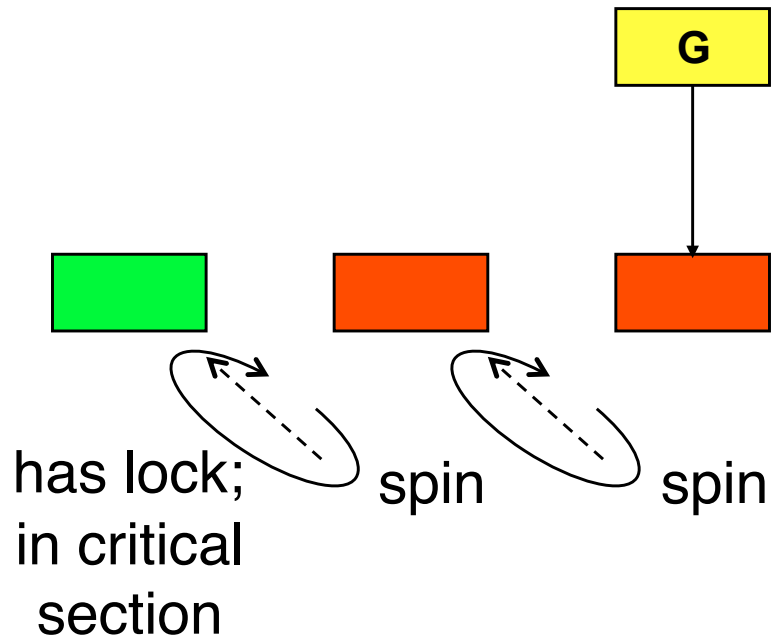 G
has lock;
in critical
section
spin
spin